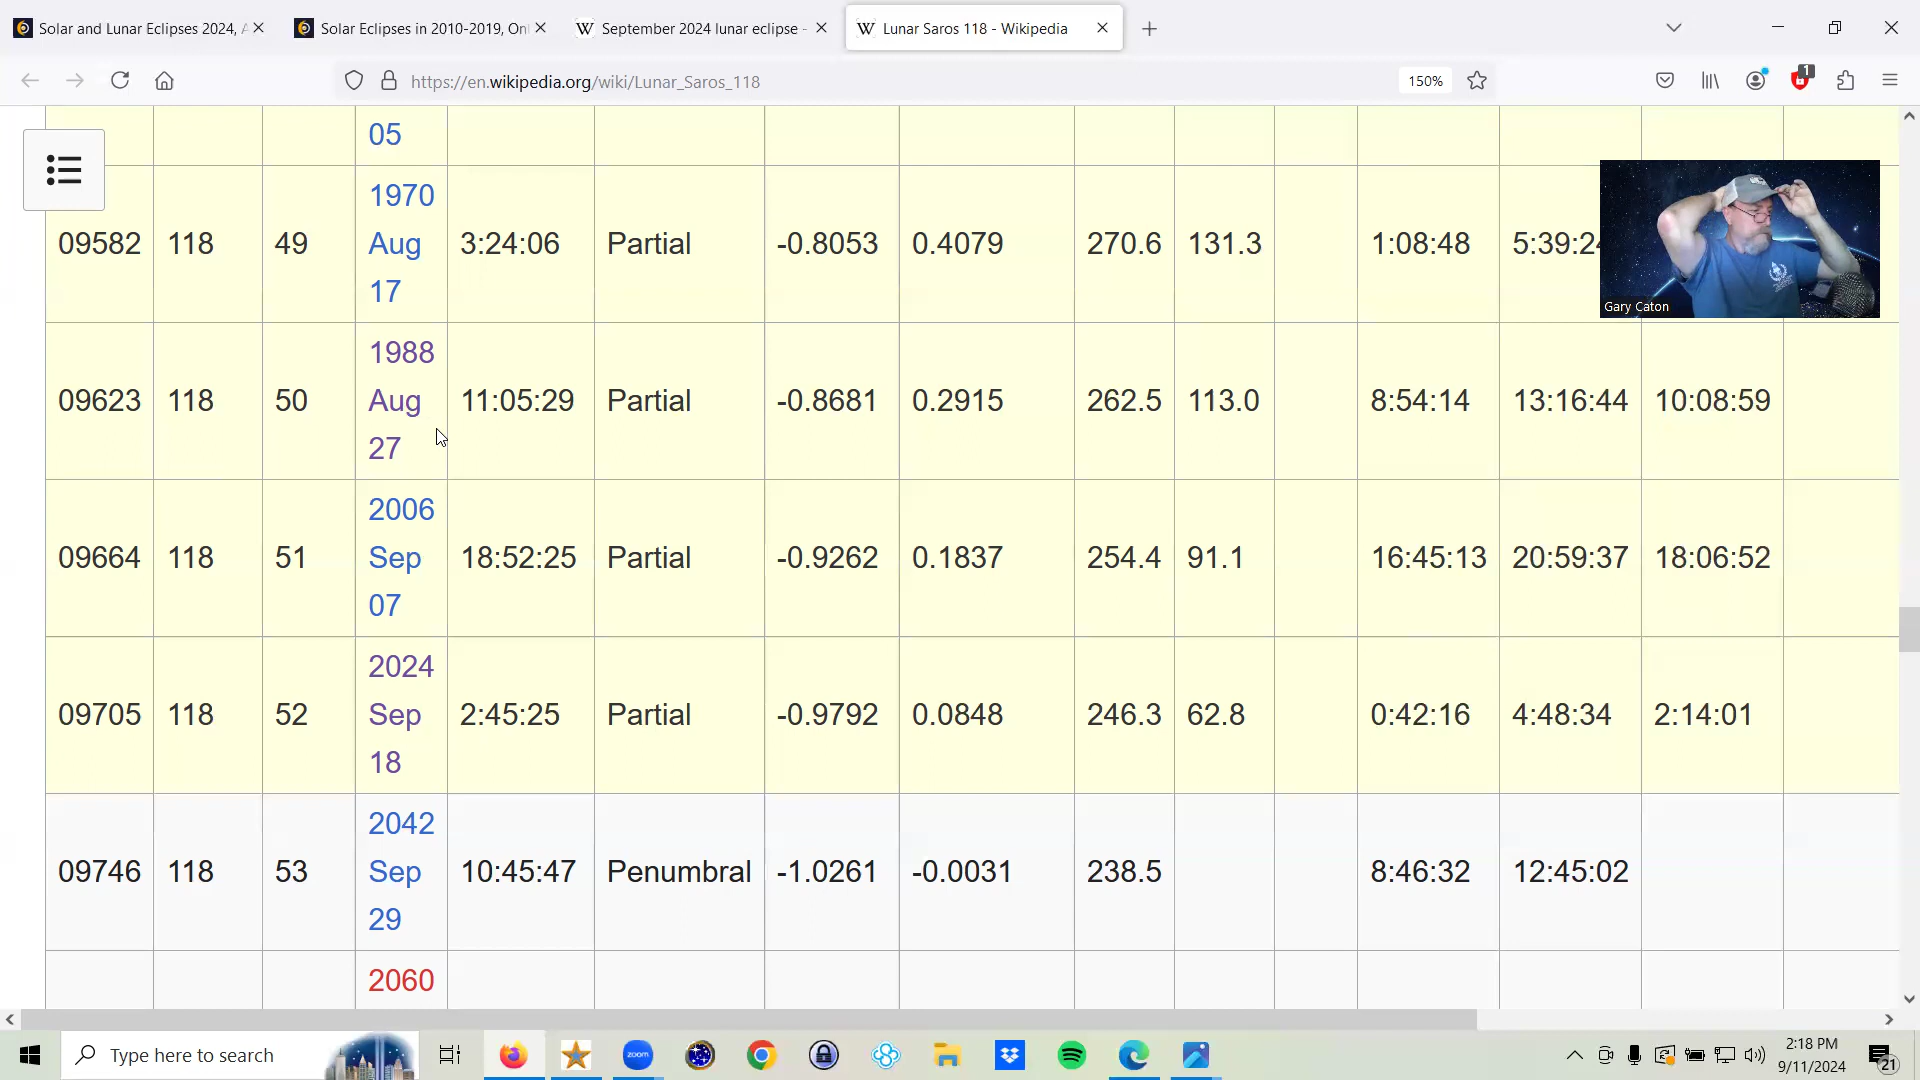 Solar and Lunar Eclipses 2024, A
Solar Eclipses in 2010-2019, Onl
September 2024 lunar eclipse -
Lunar Saros 118 - Wikipedia
https://en.wikipedia.org/wiki/Lunar_Saros_118
150%
1
05
09582 118 49 1970 Aug 17 3:24:06 Partial -0.8053 0.4079 270.6 131.3 1:08:48 5:39:24
09623 118 50 1988 Aug 27 11:05:29 Partial -0.8681 0.2915 262.5 113.0 8:54:14 13:16:44 10:08:59
09664 118 51 2006 Sep 07 18:52:25 Partial -0.9262 0.1837 254.4 91.1 16:45:13 20:59:37 18:06:52
09705 118 52 2024 Sep 18 2:45:25 Partial -0.9792 0.0848 246.3 62.8 0:42:16 4:48:34 2:14:01
09746 118 53 2042 Sep 29 10:45:47 Penumbral -1.0261 -0.0031 238.5 8:46:32 12:45:02
2060
Gary Caton
Type here to search
zoom
2:18 PM
9/11/2024
21